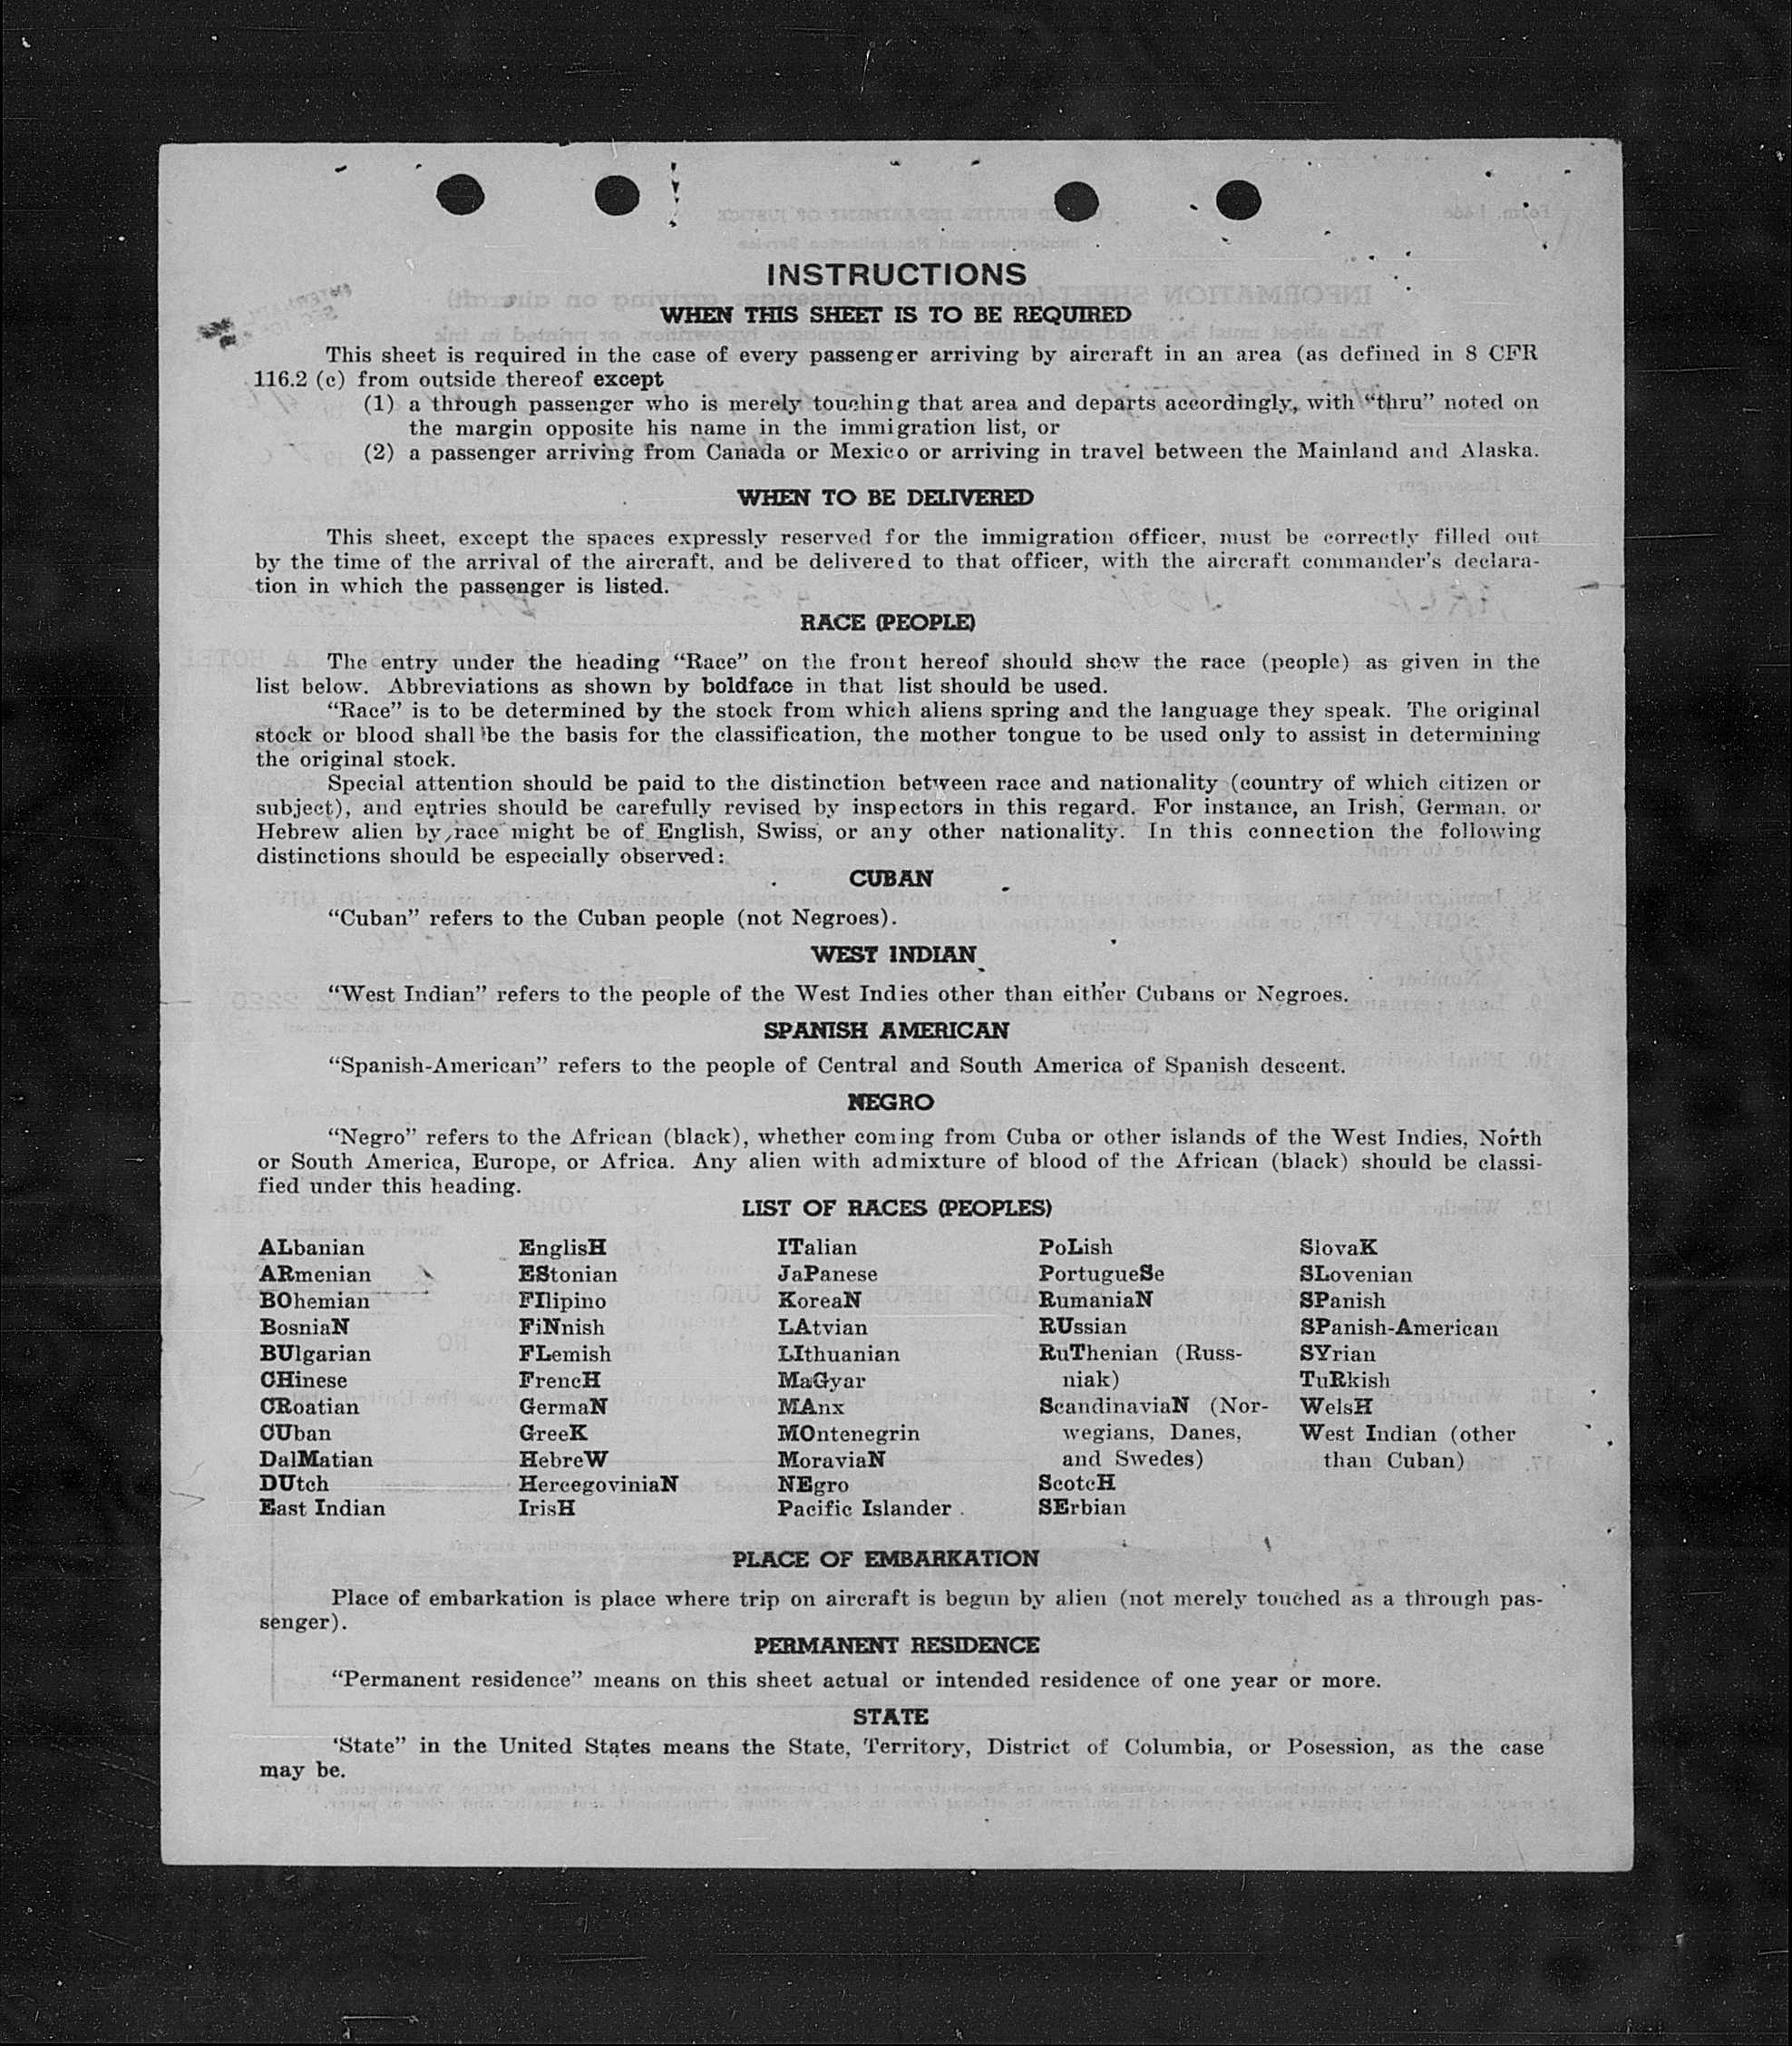 INSTRUCTIONS
WHEN THIS SHEET IS TO BE REQUIRED
This sheet is required in the case of every passenger arriving by aircraft in an area (as defined in 8 CFR
116.2 (c) from outside thereof except
(1) a through passenger who is merely touching that area and departs accordingly, with “thru” noted on
the margin opposite his name in the immigration list, or
(2) a passenger arriving from Canada or Mexico or arriving in travel between the Mainland and Alaska.
WHEN TO BE DELIVERED
This sheet, except the spaces expressly reserved for the immigration officer, must be correctly filled out
by the time of the arrival of the aircraft, and be delivered to that officer, with the aircraft commander's declara-
tion in which the passenger is listed.
RACE (PEOPLE)
The entry under the heading “Race” on the front hereof should show the race (people) as given in the
list below. Abbreviations as shown by boldface in that list should be used.
“Race” is to be determined by the stock from which aliens spring and the language they speak. The original
stock or blood shall be the basis for the classification, the mother tongue to be used only to assist in determining
the original stock.
Special attention should be paid to the distinction between race and nationality (country of which citizen or
subject), and entries should be carefully revised by inspectors in this regard. For instance, an Irish, German, or
Hebrew alien by race might be of English, Swiss, or any other nationality. In this connection the following
distinctions should be especially observed:
CUBAN
“Cuban” refers to the Cuban people (not Negroes).
WEST INDIAN
“West Indian” refers to the people of the West Indies other than either Cubans or Negroes.
SPANISH AMERICAN
“Spanish-American” refers to the people of Central and South America of Spanish descent.
NEGRO
“Negro” refers to the African (black), whether coming from Cuba or other islands of the West Indies, North
or South America, Europe, or Africa. Any alien with admixture of blood of the African (black) should be classi-
fied under this heading.
LIST OF RACES (PEOPLES)
ALbanian
ARmenian
BOhemian
BosniaN
BUlgarian
CHinese
CRoatian
CUban
DalMatian
DUtch
East Indian
EnglisH
EStonian
FIlipino
FiNnish
FLemish
FrencH
GermaN
GreeK
HebreW
HercegoviniaN
IrisH
ITalian
JaPanese
KoreaN
LAtvian
LIthuanian
MaGyar
MAnx
MOntenegrin
MoraviaN
NEgro
Pacific Islander
PoLish
PortugueSe
RumaniaN
RUssian
RuThenian (Russ-
niak)
ScandinaviaN (Nor-
wegians, Danes,
and Swedes)
ScotcH
SErbian
SlovaK
SLovenian
SPanish
SPanish-American
SYrian
TuRkish
WelsH
West Indian (other
than Cuban)
PLACE OF EMBARKATION
Place of embarkation is place where trip on aircraft is begun by alien (not merely touched as a through pas-
senger).
PERMANENT RESIDENCE
“Permanent residence” means on this sheet actual or intended residence of one year or more.
STATE
‘State” in the United States means the State, Territory, District of Columbia, or Posession, as the case
may be.